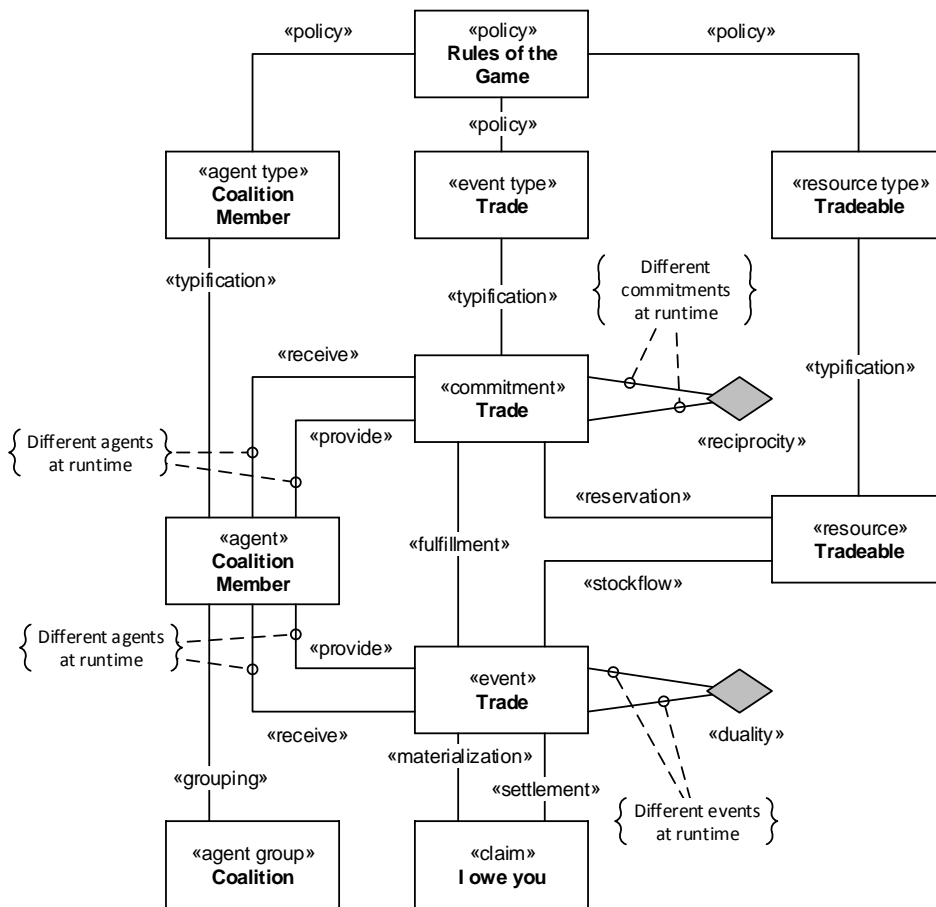 «policy»
«policy»
Rules of the
Game
«policy»
«policy»
«agent type»
Coalition
Member
«event type»
Trade
«resource type»
Tradeable
«typification»
«typification»
Different
commitments
at runtime
«receive»
«commitment»
Trade
«typification»
Different agents
at runtime
«provide»
«reciprocity»
«reservation»
«agent»
Coalition
Member
«fulfillment»
«resource»
Tradeable
«stockflow»
Different agents
at runtime
«provide»
«event»
Trade
«receive»
«duality»
«materialization»
«grouping»
«settlement»
Different events
at runtime
«agent group»
Coalition
«claim»
I owe you